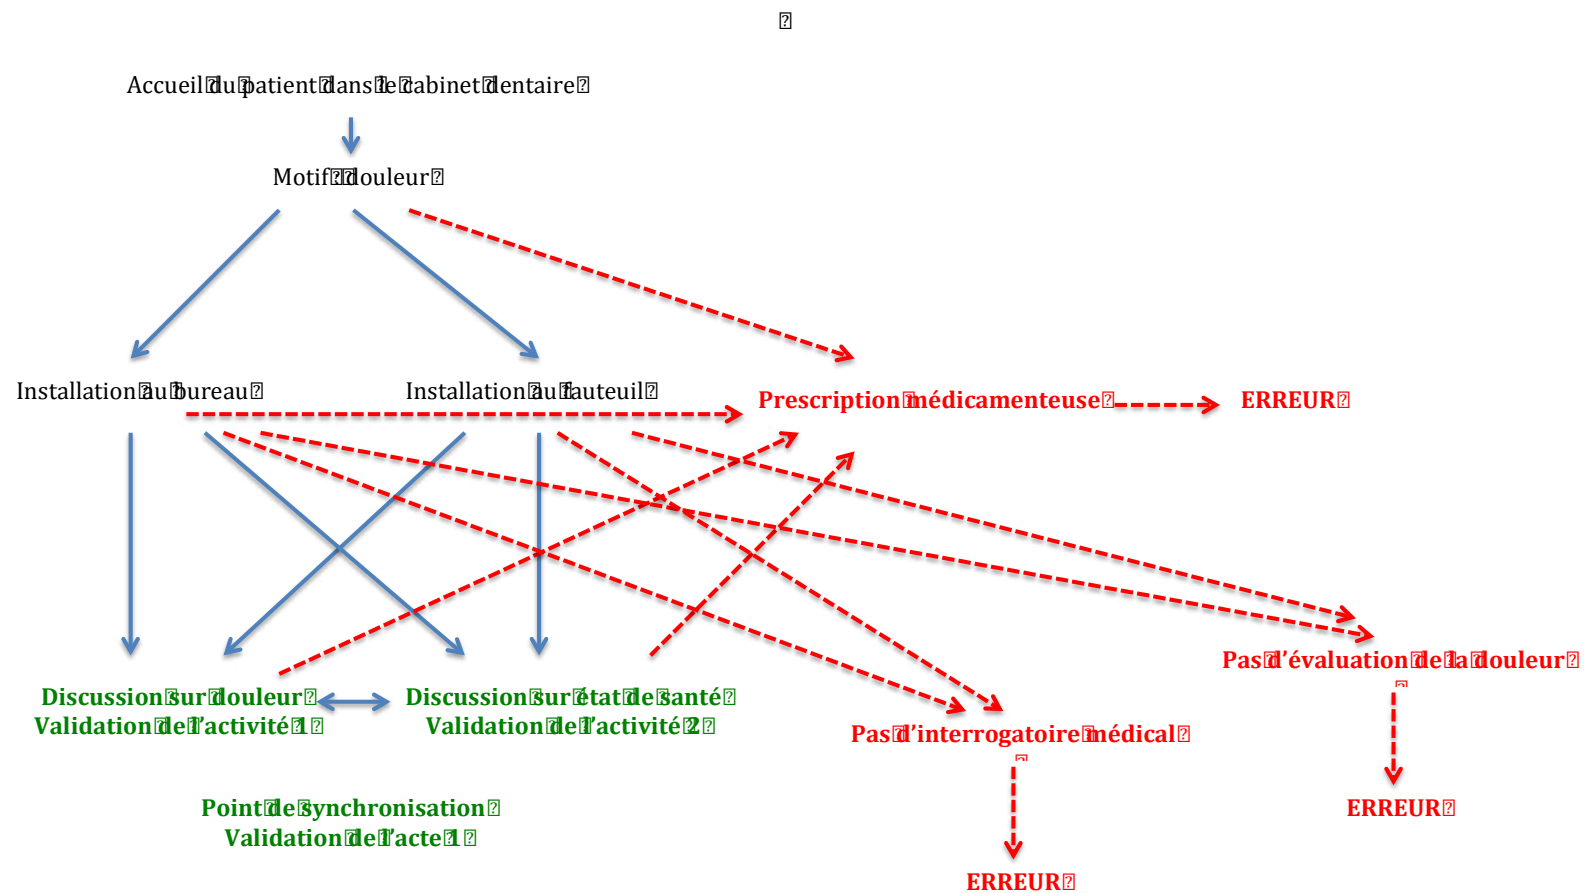 Accueil du patient dans le cabinet dentaire
Motif : douleur
Installation au bureau
Installation au fauteuil
Prescription médicamenteuse
ERREUR
Pas d'évaluation de la douleur
Discussion sur douleur
Validation de l'activité 1
Discussion sur état de santé
Validation de l'activité 2
Pas d'interrogatoire médical
Point de synchronisation
Validation de l'acte 1
ERREUR
ERREUR